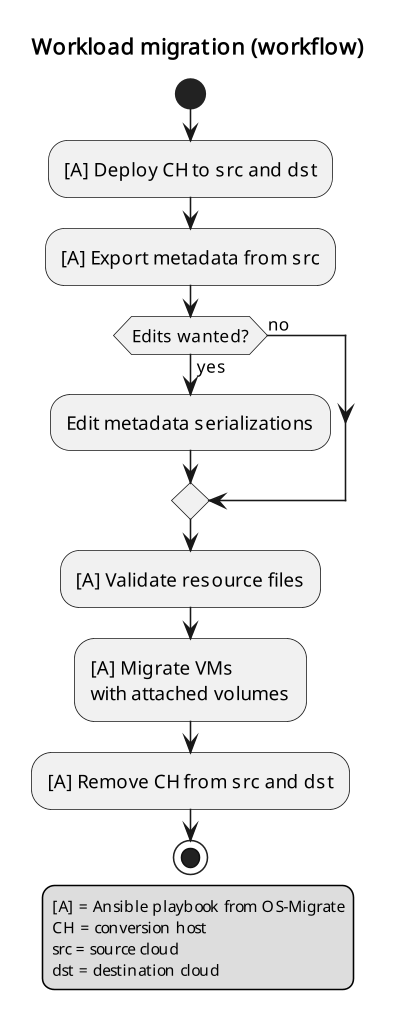 Workload migration (workflow)
[A] Deploy CH to src and dst
[A] Export metadata from src
Edits wanted?
no
yes
Edit metadata serializations
[A] Validate resource files
[A] Migrate VMs
with attached volumes
[A] Remove CH from src and dst
[A] = Ansible playbook from OS-Migrate
CH = conversion host
src = source cloud
dst = destination cloud